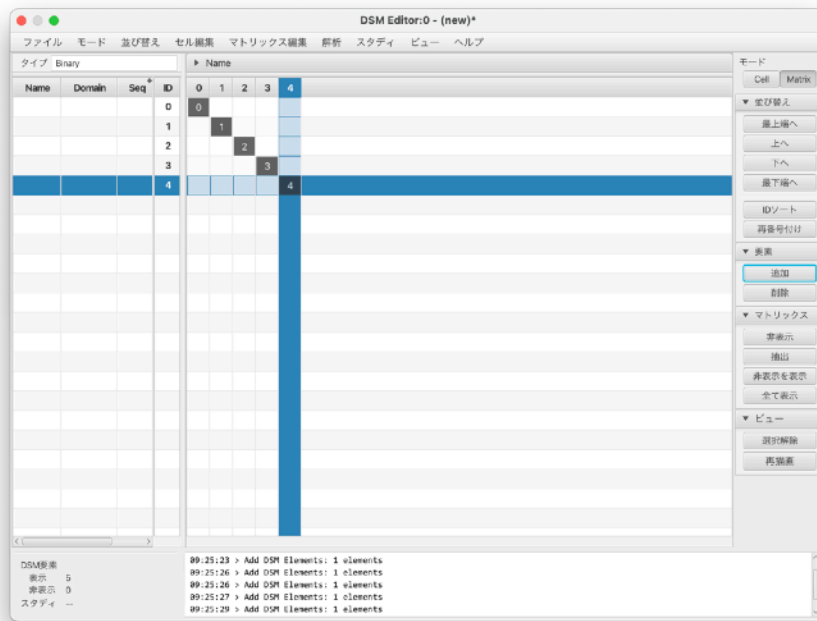 DSM Editor:0 - (new)*
ファイル モード 並び替え セル編集 マトリックス編集 解析 スタディ ビュー ヘルプ
タイプ Binary
Name
Name Domain Seq ID
0 1 2 3 4
0 0
1 1
2 2
3 3
4 4
モード
Cell Matrix
並び替え
最上端へ
上へ
下へ
最下端へ
IDソート
再番号付け
要素
追加
削除
マトリックス
非表示
抽出
非表示を表示
全て表示
ビュー
選択解除
再描画
DSM要素
表示 5
非表示 0
スタディ --
09:25:23 > Add DSM Elements: 1 elements
09:25:26 > Add DSM Elements: 1 elements
09:25:26 > Add DSM Elements: 1 elements
09:25:27 > Add DSM Elements: 1 elements
09:25:29 > Add DSM Elements: 1 elements